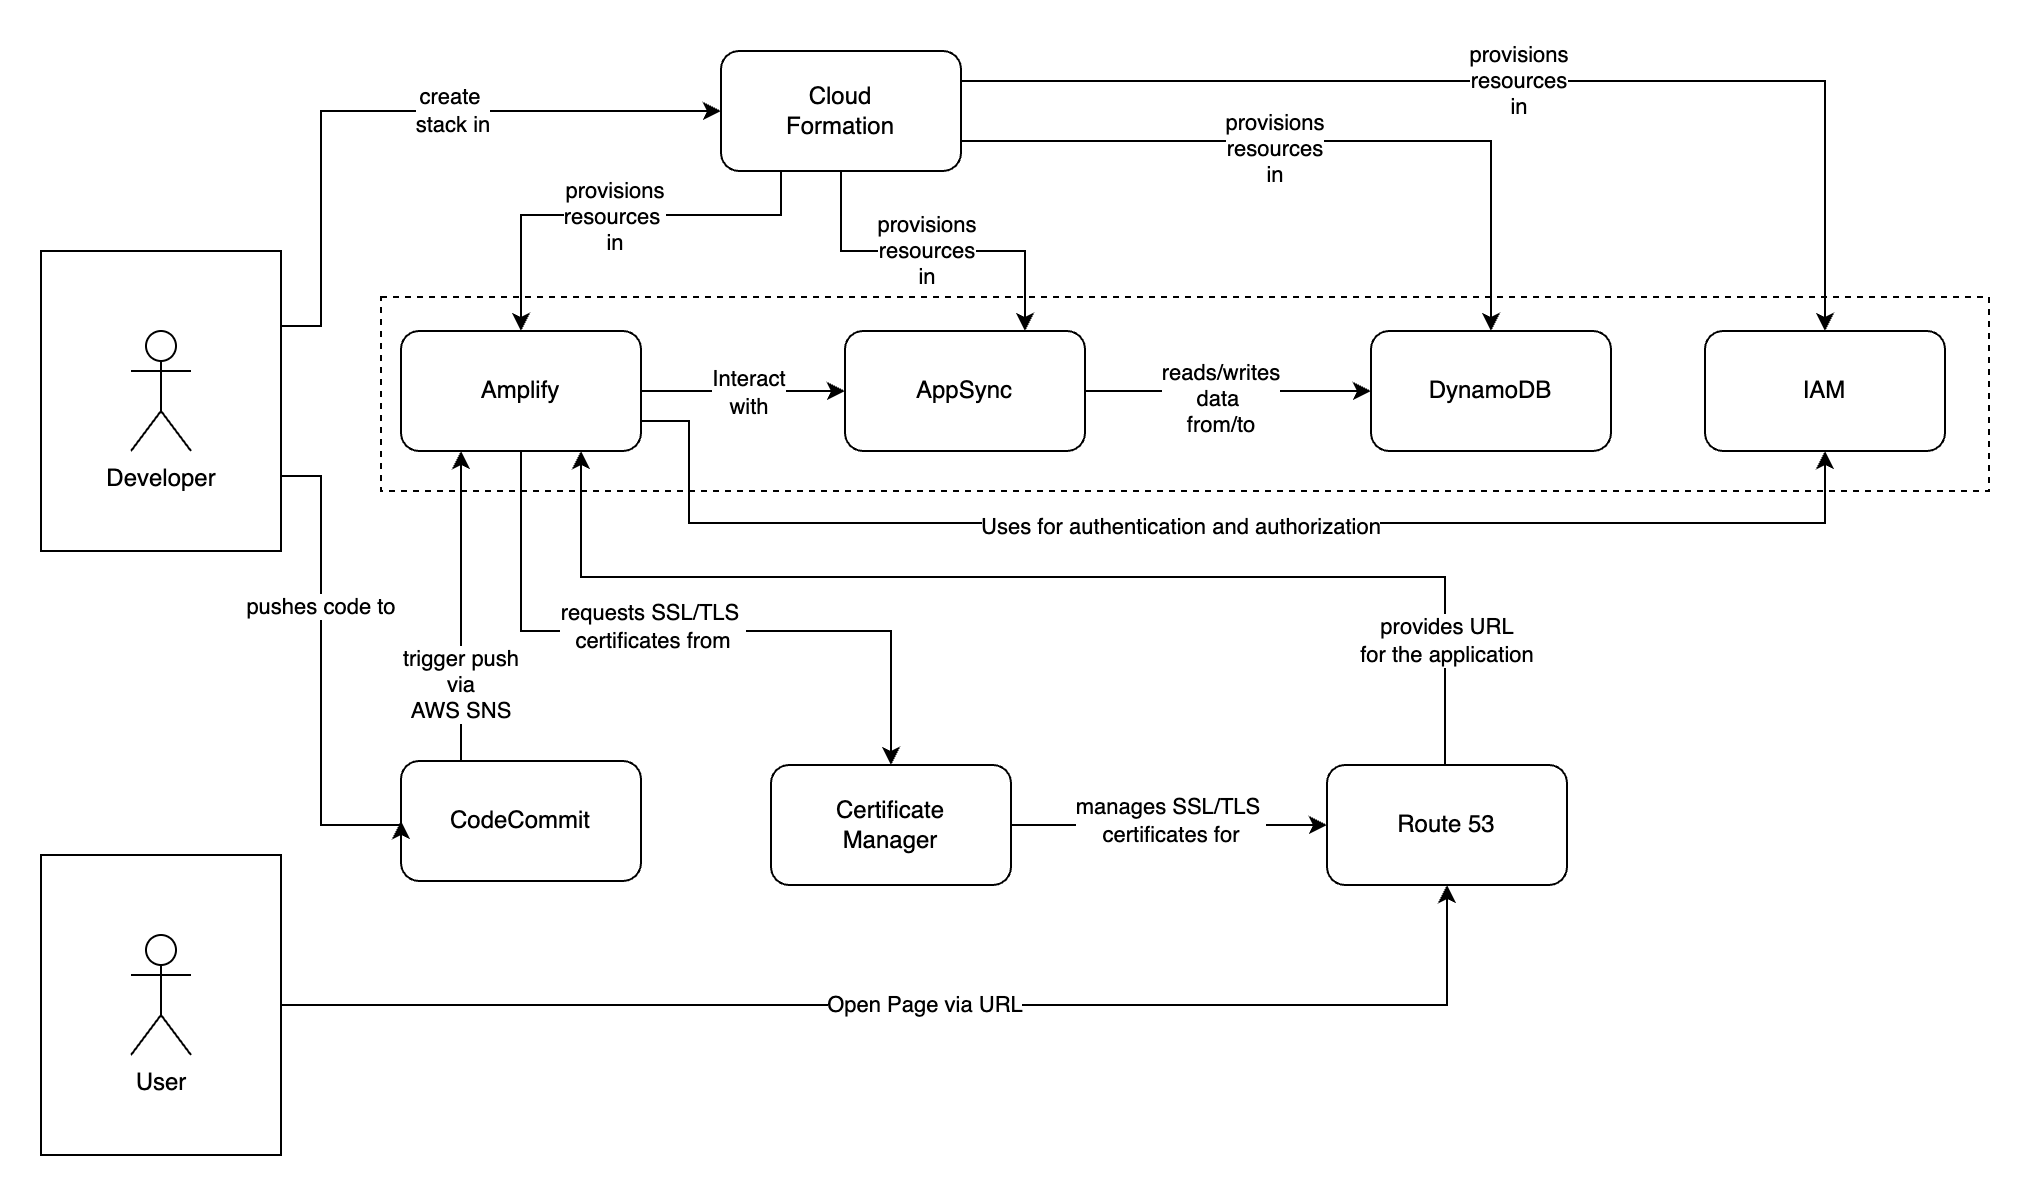 provisions
resources
in
create
stack in
Cloud
Formation
provisions
resources
in
provisions
resources
in
provisions
resources
in
Developer
Amplify
Interact
with
AppSync
reads/writes
data
from/to
DynamoDB
IAM
Uses for authentication and authorization
pushes code to
requests SSL/TLS
certificates from
provides URL
for the application
trigger push
via
AWS SNS
CodeCommit
Certificate
Manager
manages SSL/TLS
certificates for
Route 53
Open Page via URL
User